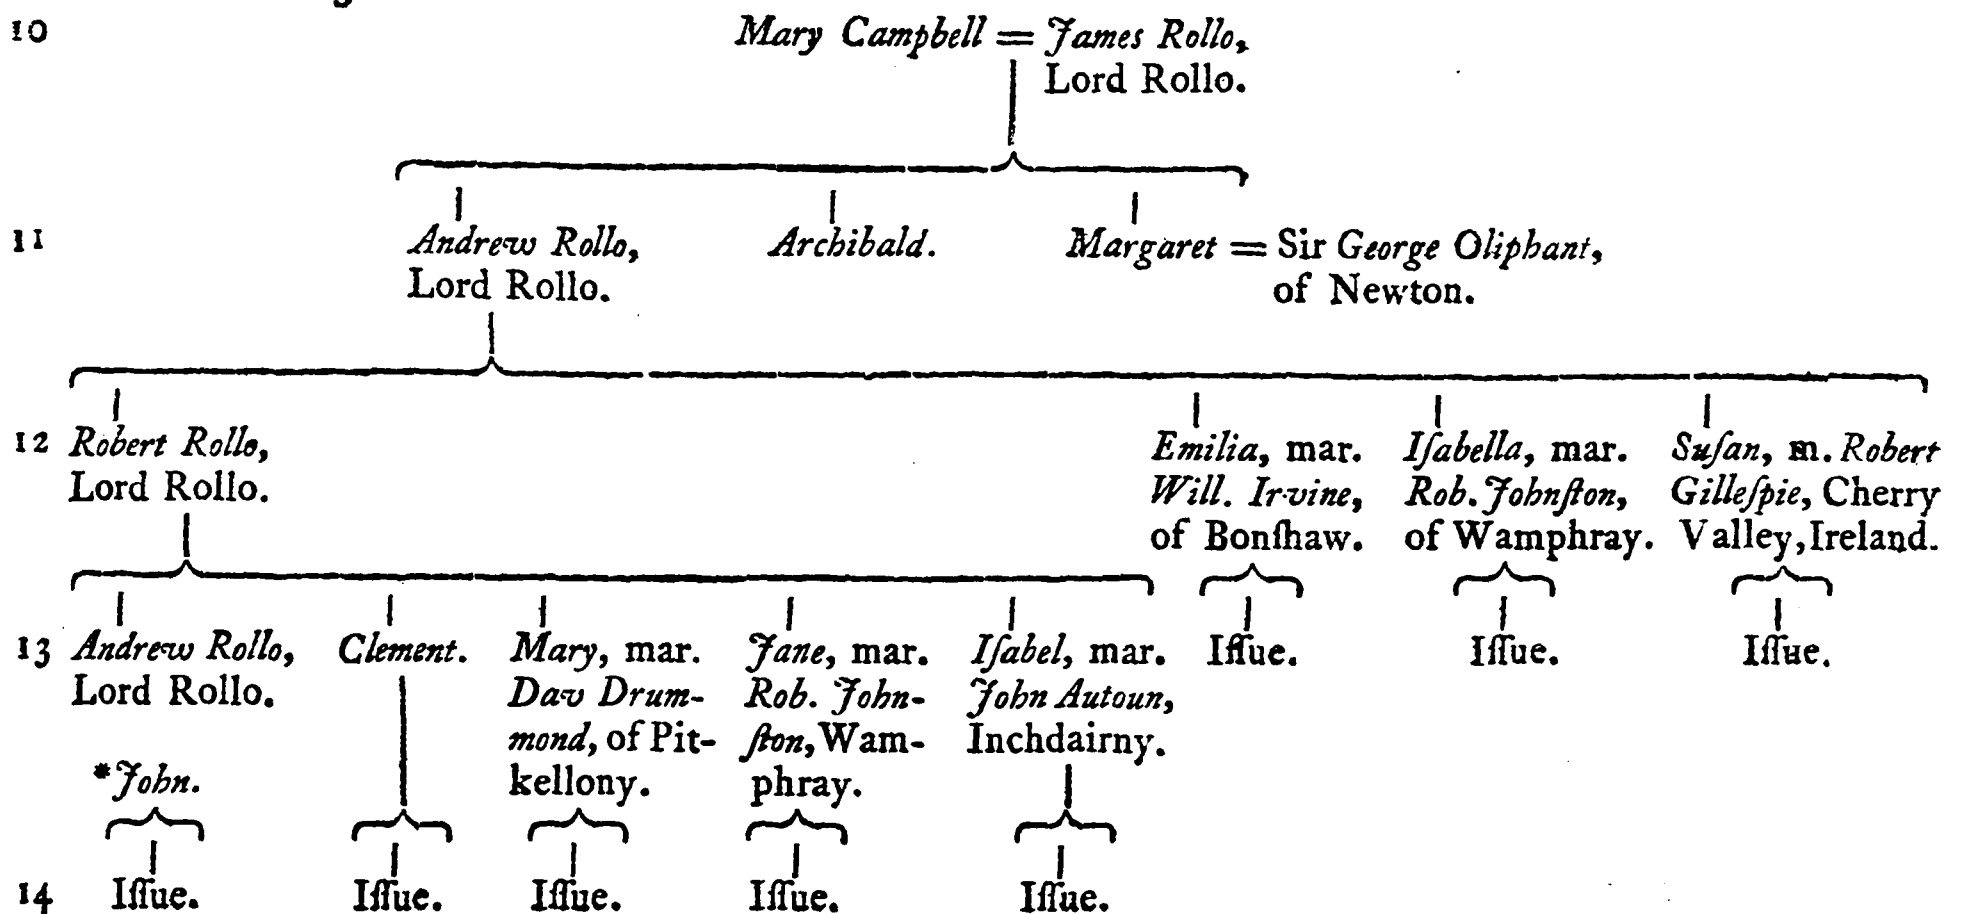 10 Mary Campbell = James Rollo,
Lord Rollo.
11 Andrew Rollo, Archibald. Margaret = Sir George Oliphant,
Lord Rollo. of Newton.
12 Robert Rollo,
Lord Rollo.
Emilia, mar.
Will. Irvine,
of Bonſhaw.
Iſſue.
Iſabella, mar.
Rob. Johnſton,
of Wamphray.
Iſſue.
Suſan, m. Robert
Gilleſpie, Cherry
Valley, Ireland.
Iſſue.
13 Andrew Rollo,
Lord Rollo.
*John.
Clement.
Mary, mar.
Dav Drum-
mond, of Pit-
kellony.
Jane, mar.
Rob. John-
ſton, Wam-
phray.
Iſabel, mar.
John Autoun,
Inchdairny.
14 Iſſue. Iſſue. Iſſue. Iſſue. Iſſue.